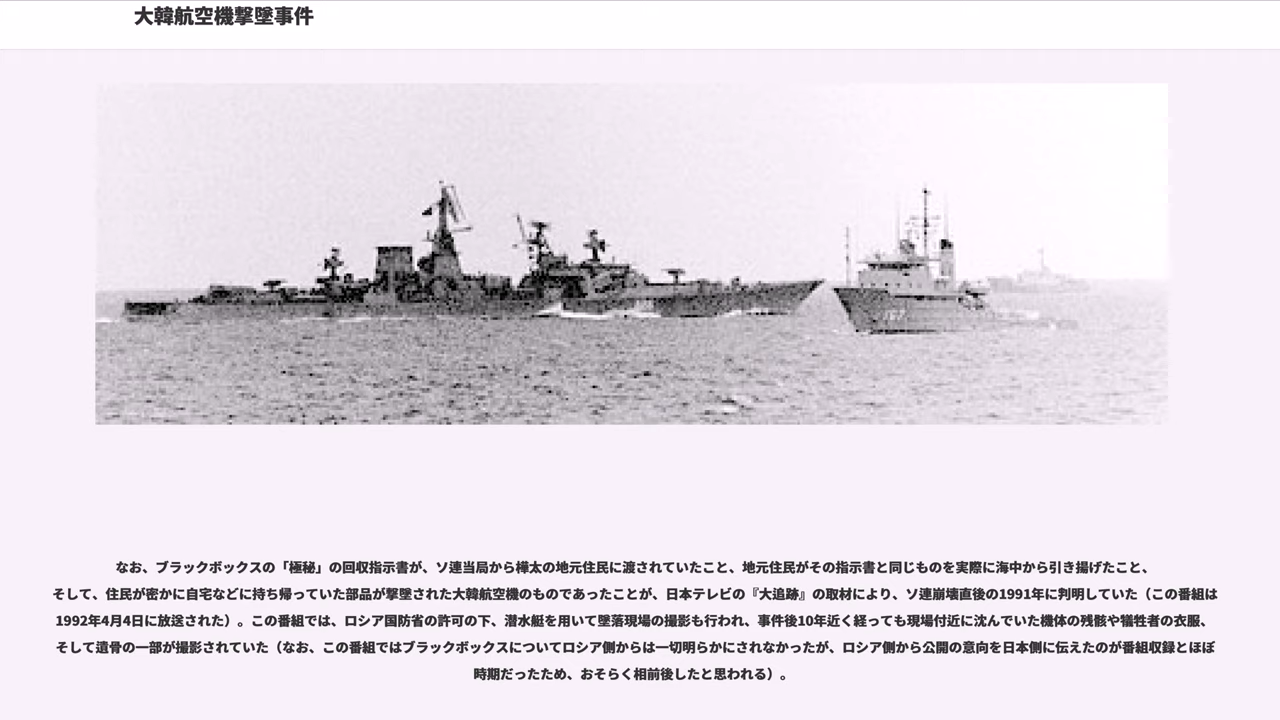 大韓航空機撃墜事件
167
なお、ブラックボックスの「極秘」の回収指示書が、ソ連当局から樺太の地元住民に渡されていたこと、地元住民がその指示書と同じものを実際に海中から引き揚げたこと、
そして、住民が密かに自宅などに持ち帰っていた部品が撃墜された大韓航空機のものであったことが、日本テレビの『大追跡』の取材により、ソ連崩壊直後の1991年に判明していた（この番組は
1992年4月4日に放送された）。この番組では、ロシア国防省の許可の下、潜水艇を用いて墜落現場の撮影も行われ、事件後10年近く経っても現場付近に沈んでいた機体の残骸や犠牲者の衣服、
そして遺骨の一部が撮影されていた（なお、この番組ではブラックボックスについてロシア側からは一切明らかにされなかったが、ロシア側から公開の意向を日本側に伝えたのが番組収録とほぼ
時期だったため、おそらく相前後したと思われる）。